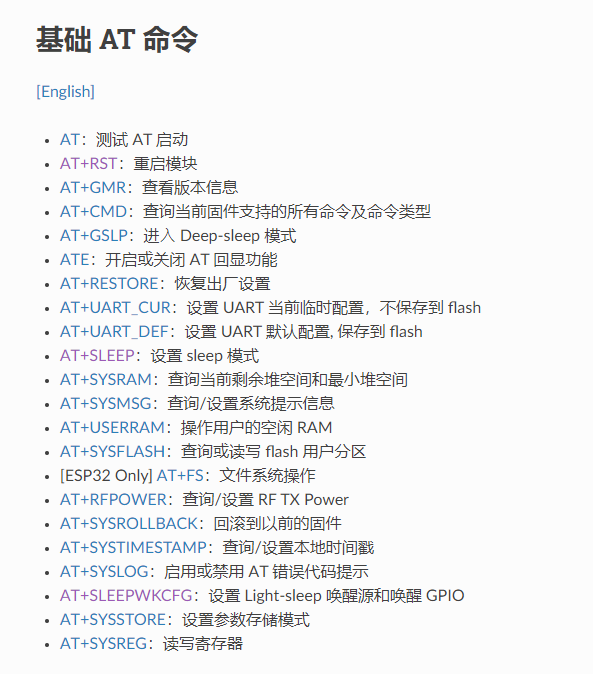 基础 AT 命令
[English]
AT：测试 AT 启动
AT+RST：重启模块
AT+GMR：查看版本信息
AT+CMD：查询当前固件支持的所有命令及命令类型
AT+GSLP：进入 Deep-sleep 模式
ATE：开启或关闭 AT 回显功能
AT+RESTORE：恢复出厂设置
AT+UART_CUR：设置 UART 当前临时配置，不保存到 flash
AT+UART_DEF：设置 UART 默认配置, 保存到 flash
AT+SLEEP：设置 sleep 模式
AT+SYSRAM：查询当前剩余堆空间和最小堆空间
AT+SYSMSG：查询/设置系统提示信息
AT+USERRAM：操作用户的空闲 RAM
AT+SYSFLASH：查询或读写 flash 用户分区
[ESP32 Only] AT+FS：文件系统操作
AT+RFPOWER：查询/设置 RF TX Power
AT+SYSROLLBACK：回滚到以前的固件
AT+SYSTIMESTAMP：查询/设置本地时间戳
AT+SYSLOG：启用或禁用 AT 错误代码提示
AT+SLEEPWKCFG：设置 Light-sleep 唤醒源和唤醒 GPIO
AT+SYSSTORE：设置参数存储模式
AT+SYSREG：读写寄存器